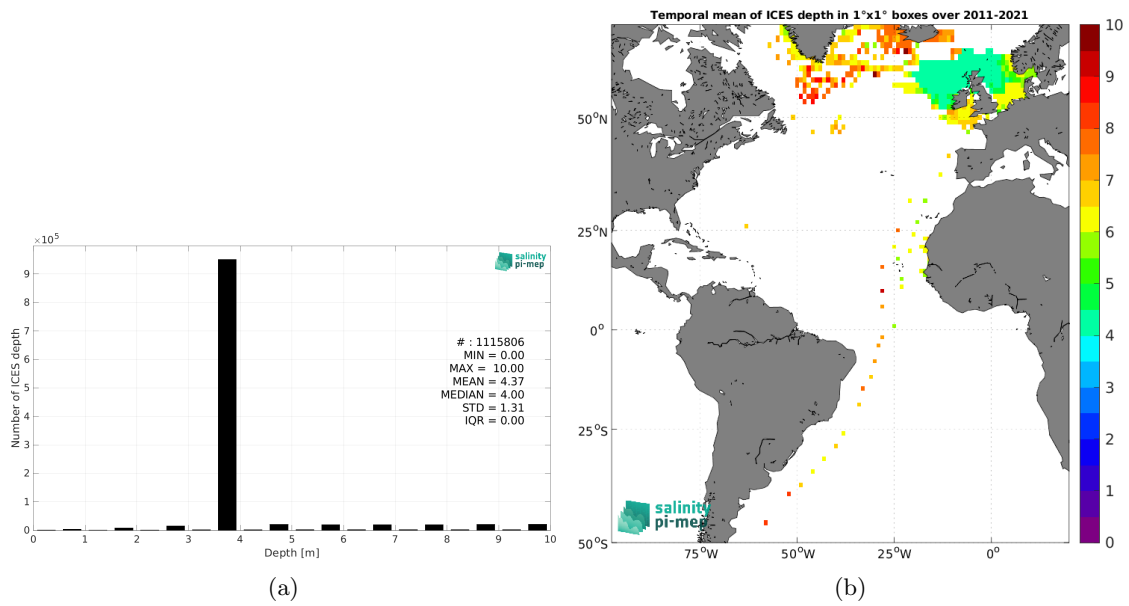 ×10⁵
9
8
7
6
5
4
3
2
1
0
Number of ICES depth
salinity
pi-mep
# : 1115806
MIN = 0.00
MAX = 10.00
MEAN = 4.37
MEDIAN = 4.00
STD = 1.31
IQR = 0.00
0 1 2 3 4 5 6 7 8 9 10
Depth [m]
(a)
Temporal mean of ICES depth in 1°x1° boxes over 2011-2021
50°N
25°N
0°
25°S
50°S
75°W 50°W 25°W 0°
salinity
pi-mep
10
9
8
7
6
5
4
3
2
1
0
(b)